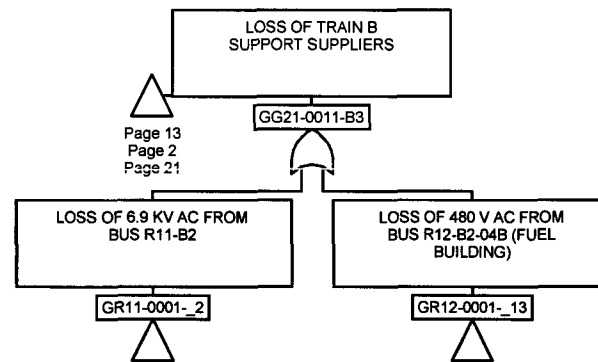 LOSS OF TRAIN B
SUPPORT SUPPLIERS
GG21-0011-B3
Page 13
Page 2
Page 21
LOSS OF 6.9 KV AC FROM
BUS R11-B2
LOSS OF 480 V AC FROM
BUS R12-B2-04B (FUEL
BUILDING)
GR11-0001-_2
GR12-0001-_13